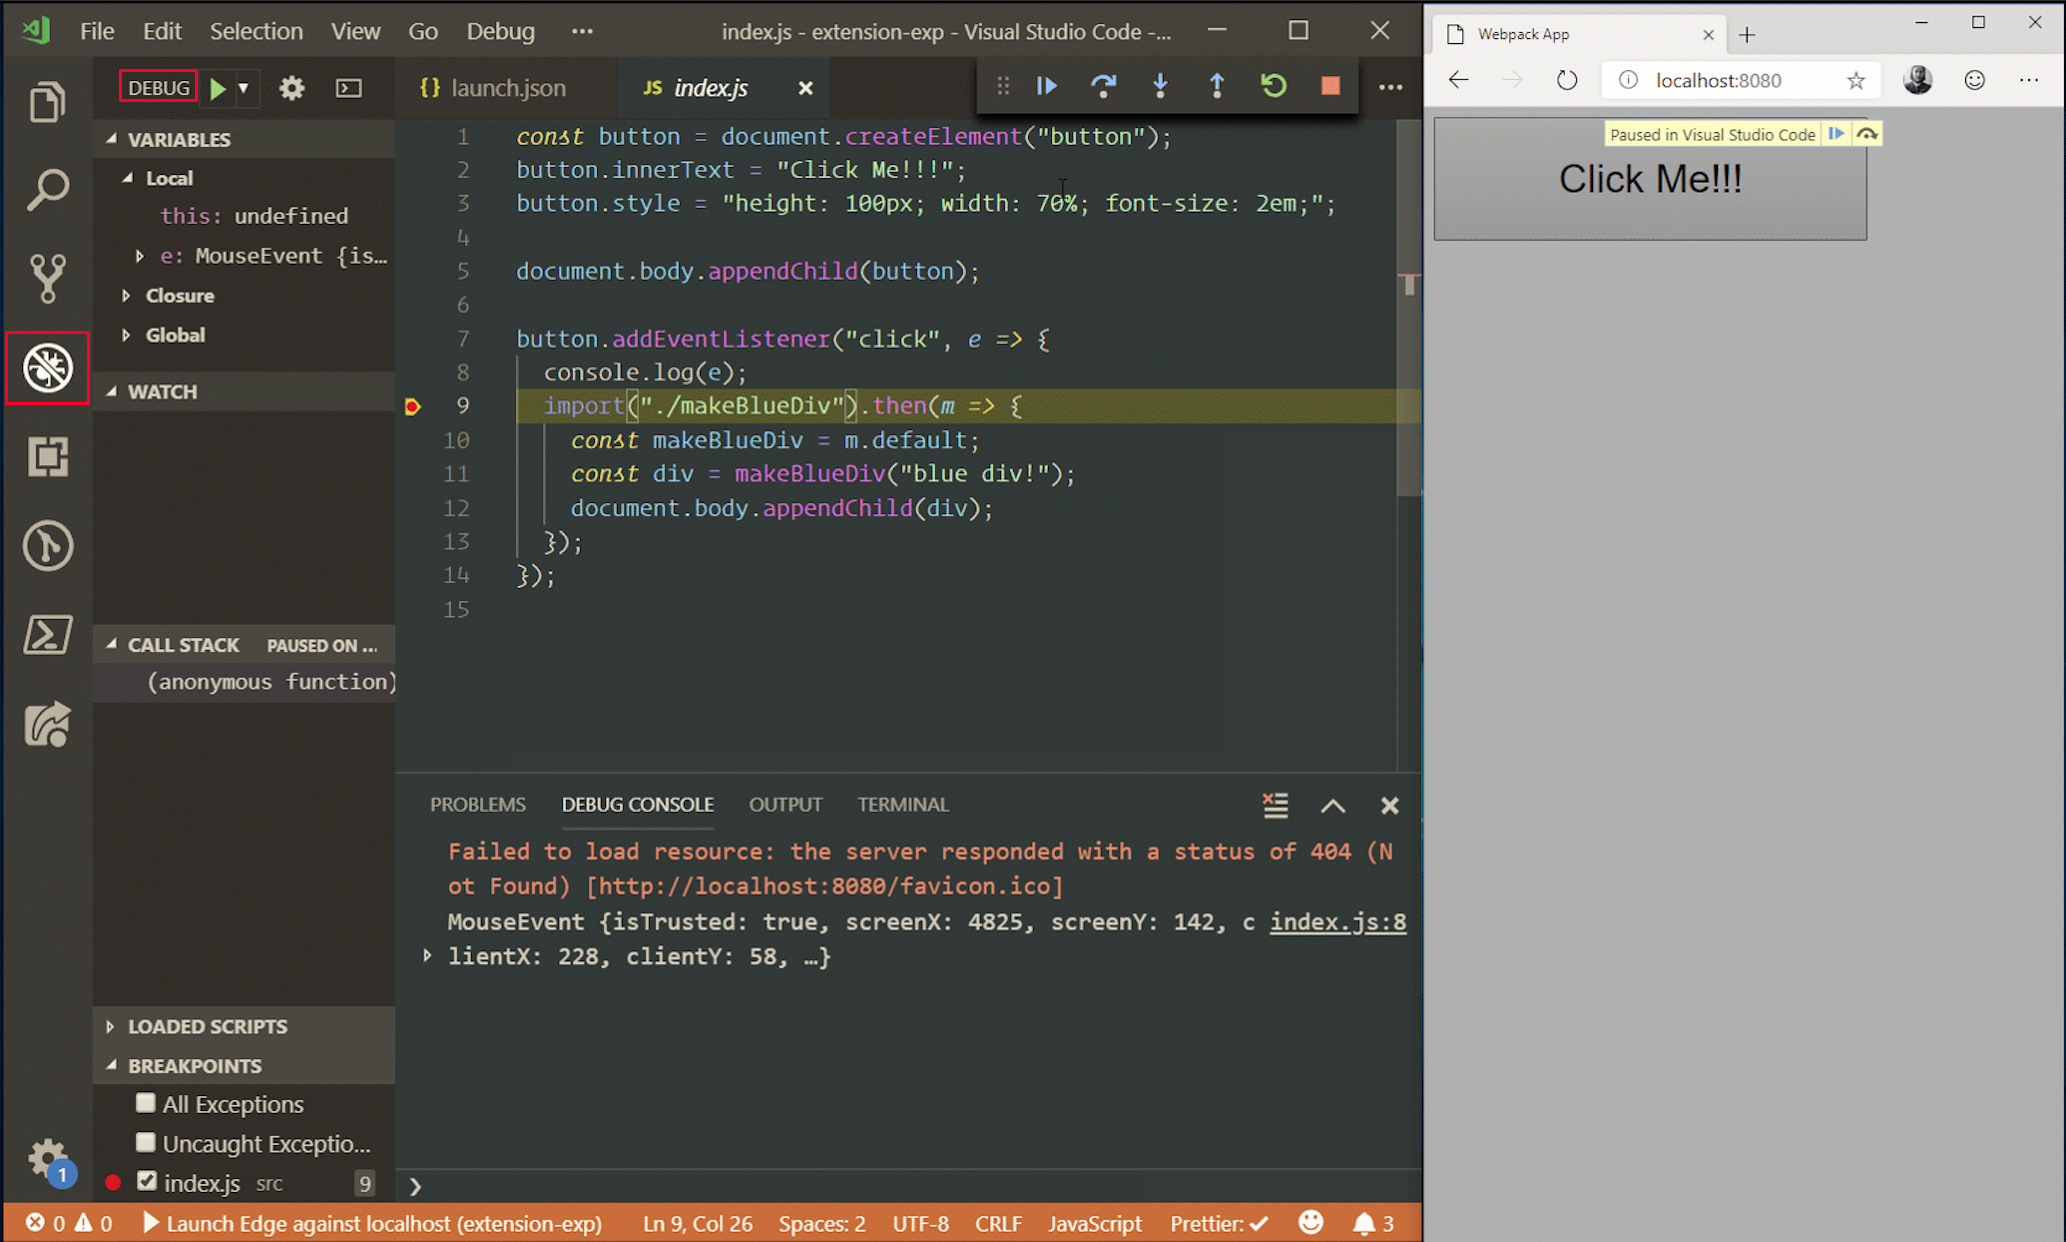 File Edit Selection View Go Debug ··· index.js - extension-exp - Visual Studio Code -...
DEBUG
{} launch.json
JS index.js
VARIABLES
Local
this: undefined
e: MouseEvent {is…
Closure
Global
WATCH
CALL STACK PAUSED ON ...
(anonymous function)
LOADED SCRIPTS
BREAKPOINTS
All Exceptions
Uncaught Exceptio...
index.js src 9
1
1 const button = document.createElement("button");
2 button.innerText = "Click Me!!!";
3 button.style = "height: 100px; width: 70%; font-size: 2em;";
4
5 document.body.appendChild(button);
6
7 button.addEventListener("click", e => {
8 console.log(e);
9 import("./makeBlueDiv").then(m => {
10 const makeBlueDiv = m.default;
11 const div = makeBlueDiv("blue div!");
12 document.body.appendChild(div);
13 });
14 });
15
PROBLEMS DEBUG CONSOLE OUTPUT TERMINAL
Failed to load resource: the server responded with a status of 404 (N
ot Found) [http://localhost:8080/favicon.ico]
MouseEvent {isTrusted: true, screenX: 4825, screenY: 142, c index.js:8
lientX: 228, clientY: 58, …}
0 0 Launch Edge against localhost (extension-exp) Ln 9, Col 26 Spaces: 2 UTF-8 CRLF JavaScript Prettier: ✓ 3
Webpack App
localhost:8080
Paused in Visual Studio Code
Click Me!!!